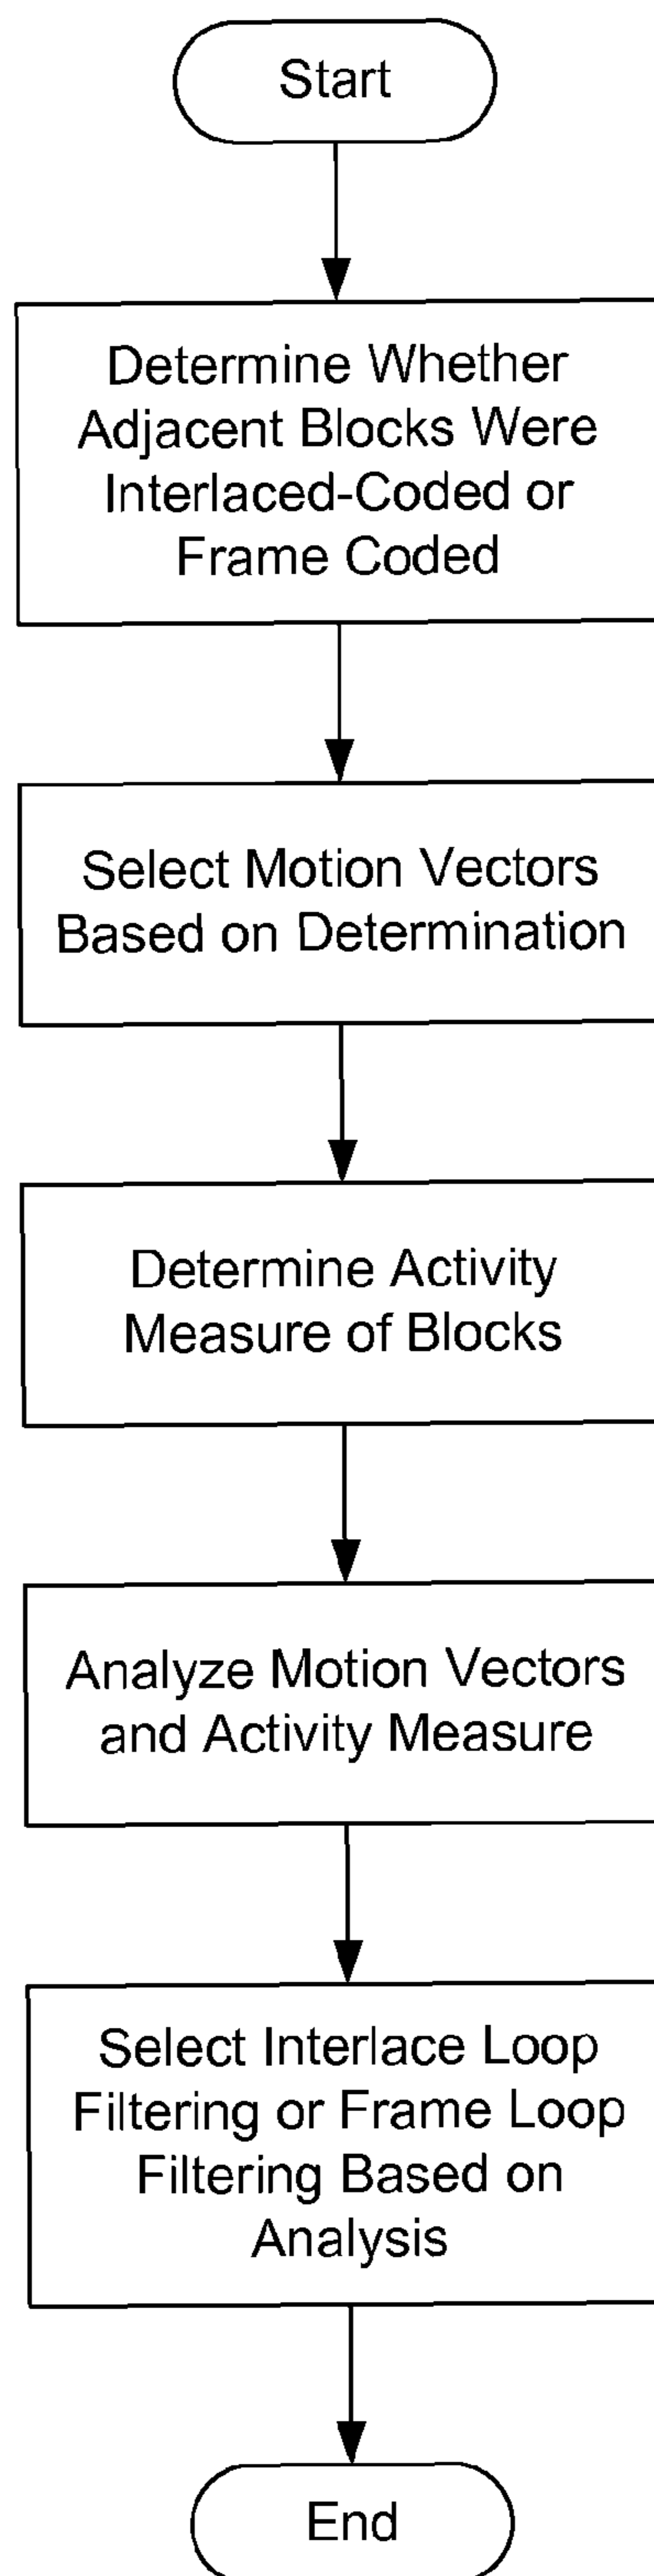 Start
Determine Whether
Adjacent Blocks Were
Interlaced-Coded or
Frame Coded
Select Motion Vectors
Based on Determination
Determine Activity
Measure of Blocks
Analyze Motion Vectors
and Activity Measure
Select Interlace Loop
Filtering or Frame Loop
Filtering Based on
Analysis
End